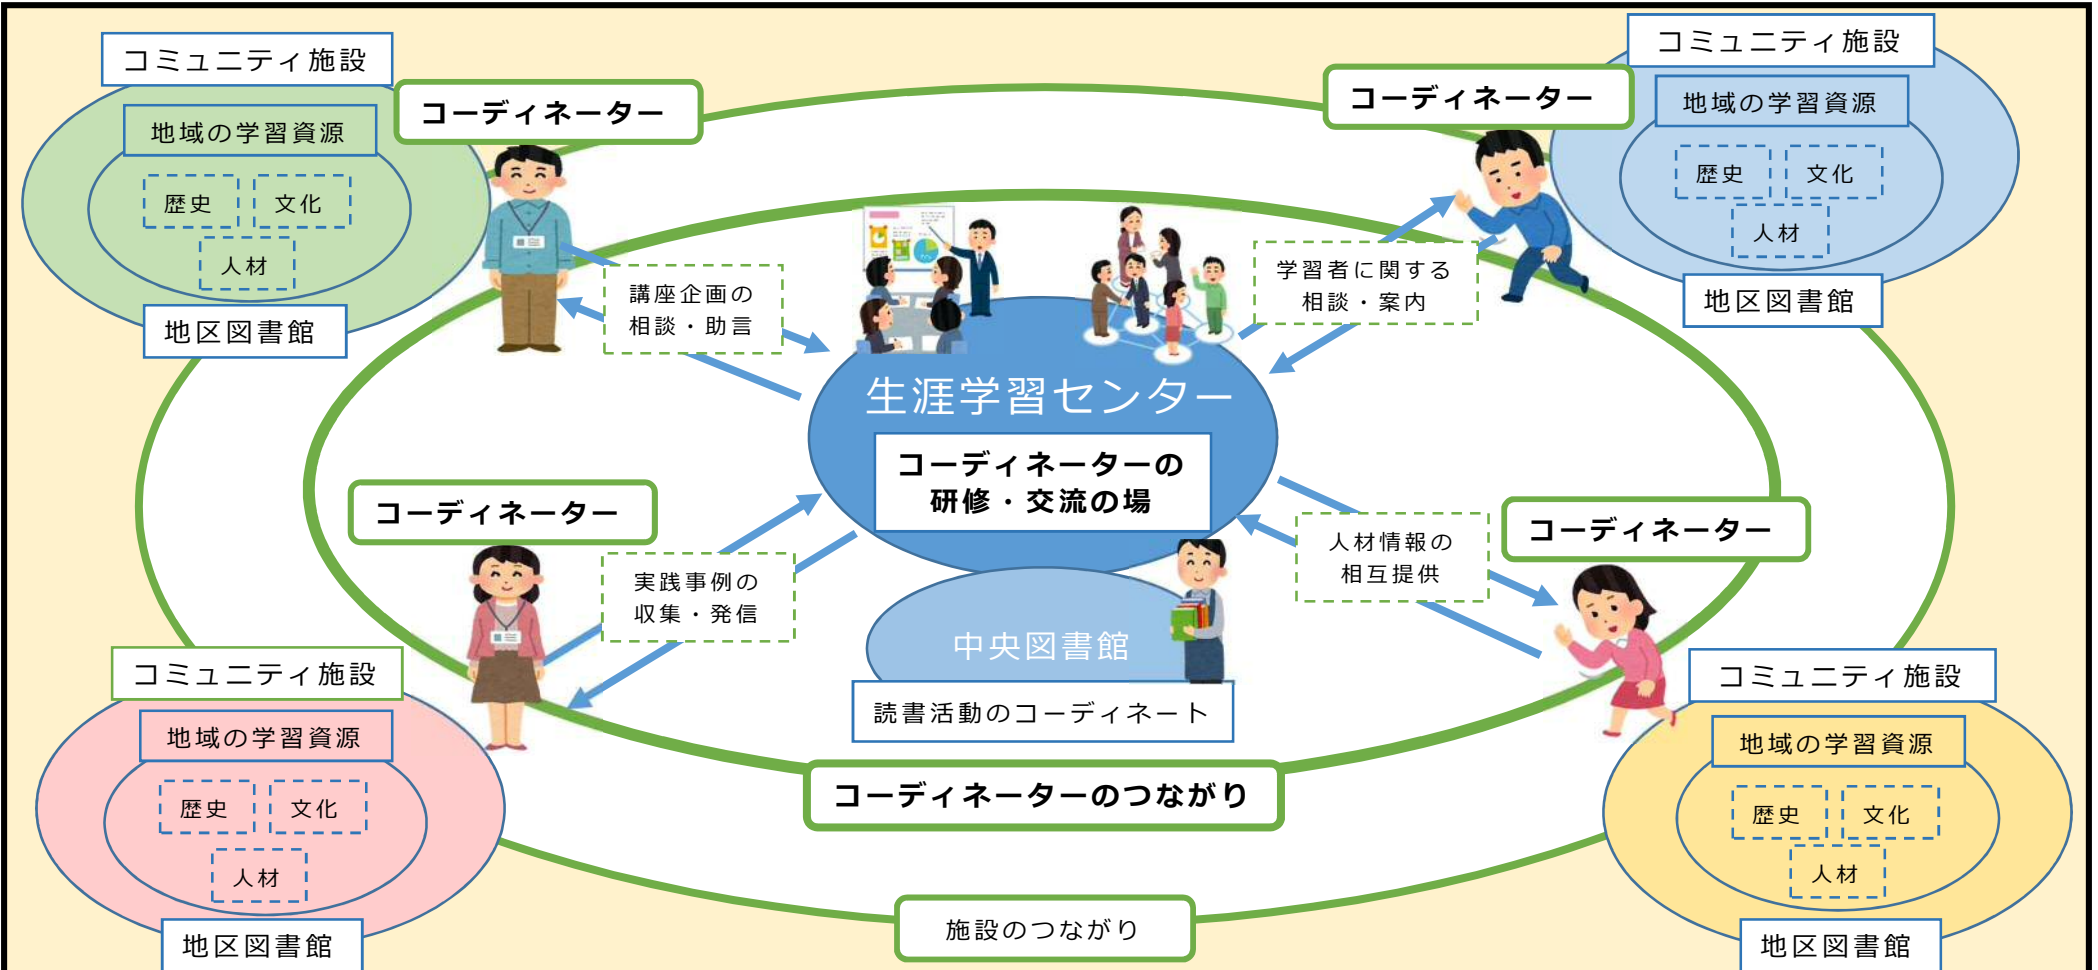 コミュニティ施設
地域の学習資源
歴史
文化
人材
地区図書館
コーディネーター
コーディネーター
コミュニティ施設
地域の学習資源
歴史
文化
人材
地区図書館
講座企画の
相談・助言
学習者に関する
相談・案内
生涯学習センター
コーディネーターの
研修・交流の場
コーディネーター
実践事例の
収集・発信
人材情報の
相互提供
コーディネーター
中央図書館
読書活動のコーディネート
コミュニティ施設
地域の学習資源
歴史
文化
人材
地区図書館
コーディネーターのつながり
施設のつながり
コミュニティ施設
地域の学習資源
歴史
文化
人材
地区図書館